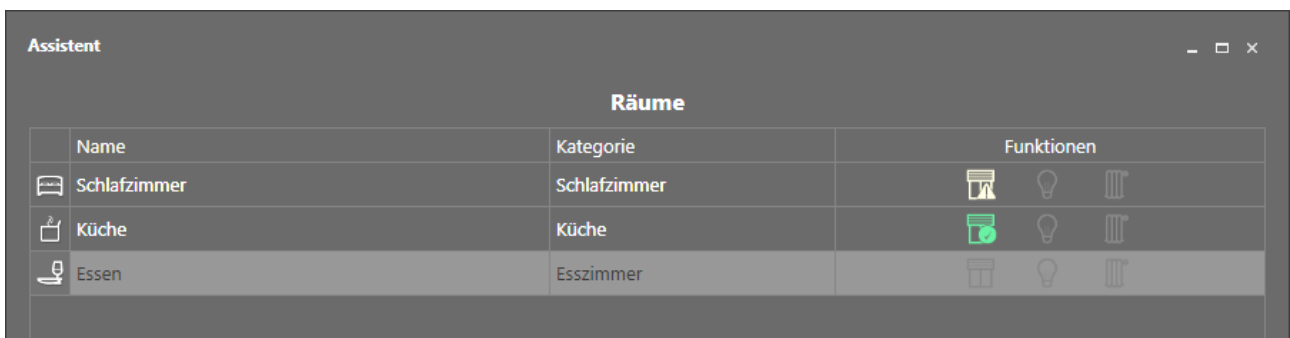 Assistent
Räume
Name Kategorie Funktionen
Schlafzimmer Schlafzimmer
Küche Küche
Essen Esszimmer